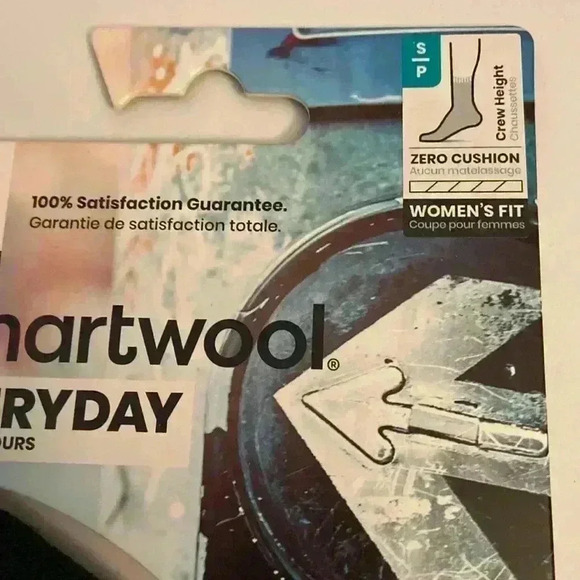 S
P
Crew Height
Chaussettes
ZERO CUSHION
Aucun matelassage
WOMEN'S FIT
Coupe pour femmes
100% Satisfaction Guarantee.
Garantie de satisfaction totale.
artwool®
RYDAY
OURS